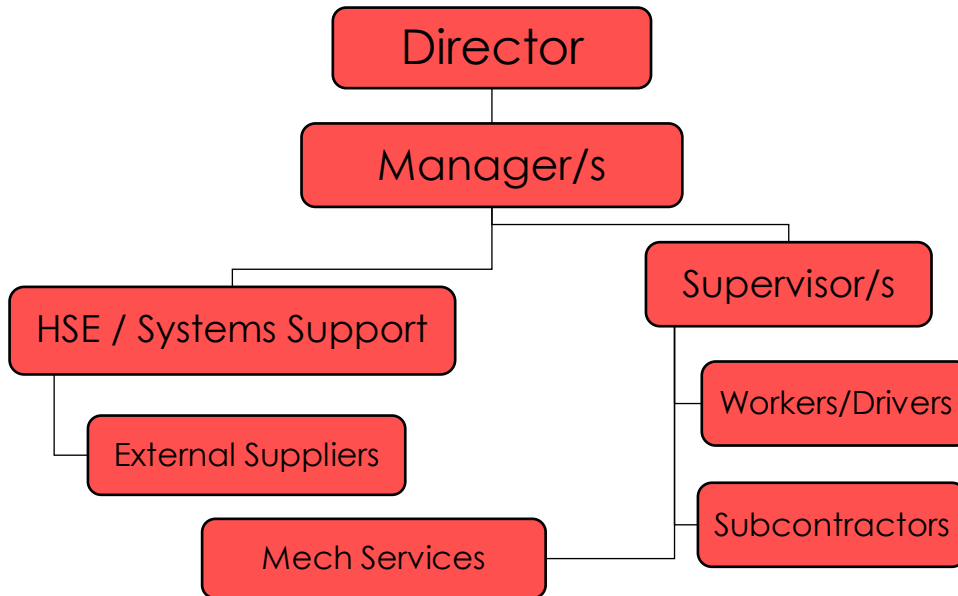 Director
Manager/s
Supervisor/s
HSE / Systems Support
Workers/Drivers
External Suppliers
Subcontractors
Mech Services